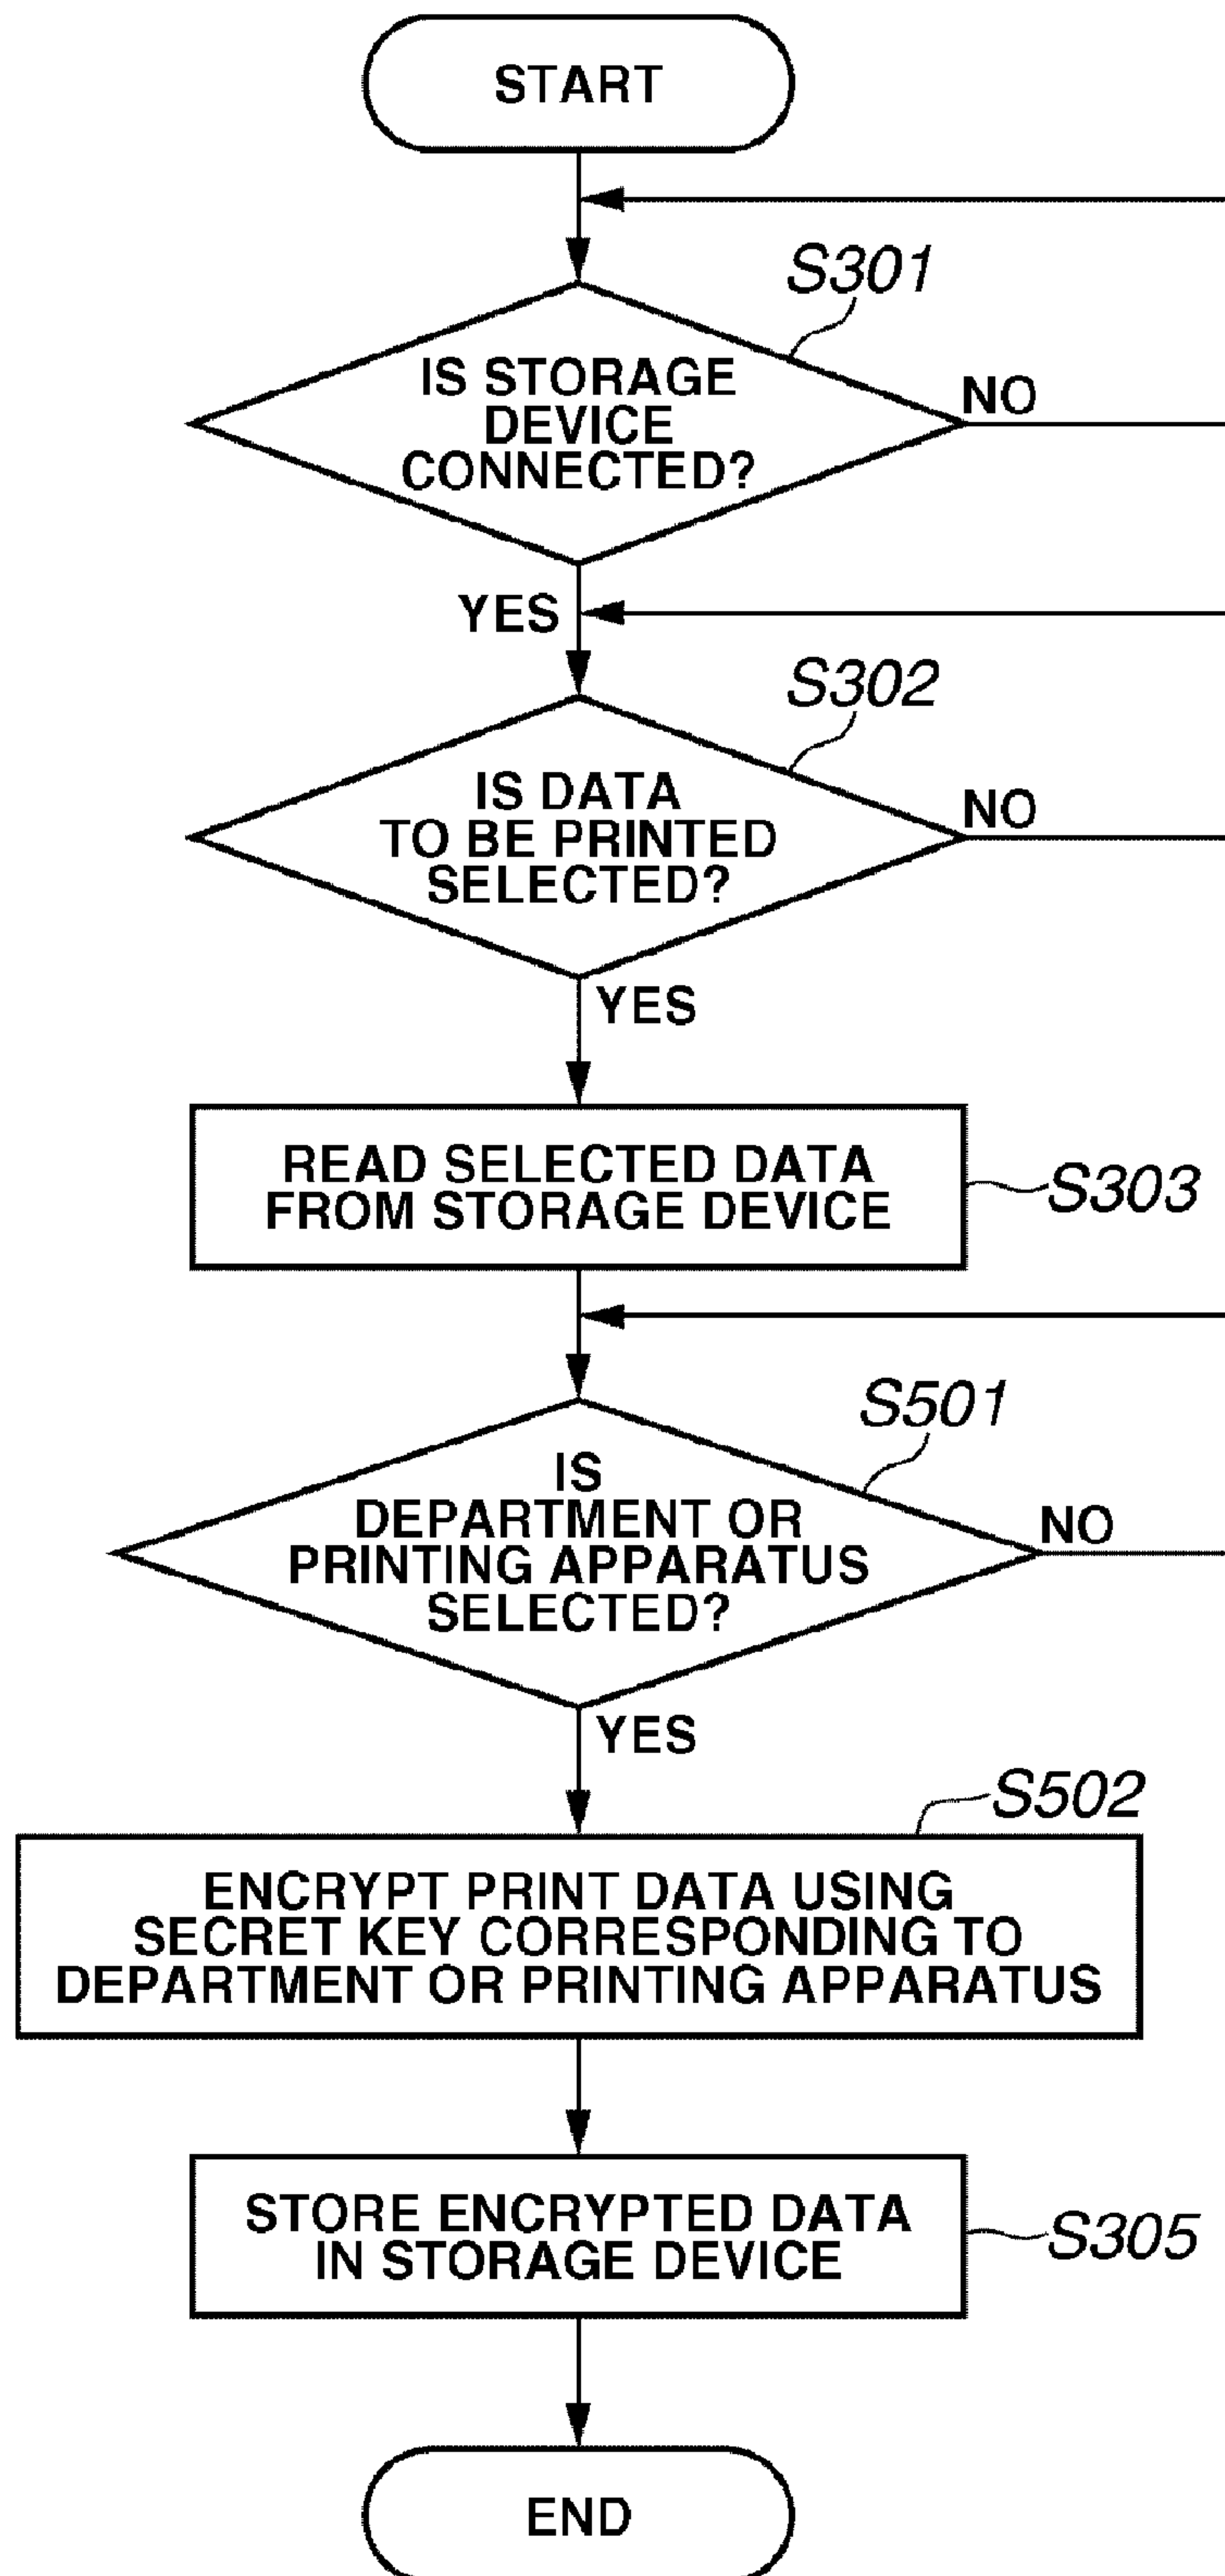 START
S301
IS STORAGE
DEVICE
CONNECTED?
NO
YES
S302
IS DATA
TO BE PRINTED
SELECTED?
NO
YES
READ SELECTED DATA
FROM STORAGE DEVICE
S303
S501
IS
DEPARTMENT OR
PRINTING APPARATUS
SELECTED?
NO
YES
S502
ENCRYPT PRINT DATA USING
SECRET KEY CORRESPONDING TO
DEPARTMENT OR PRINTING APPARATUS
STORE ENCRYPTED DATA
IN STORAGE DEVICE
S305
END